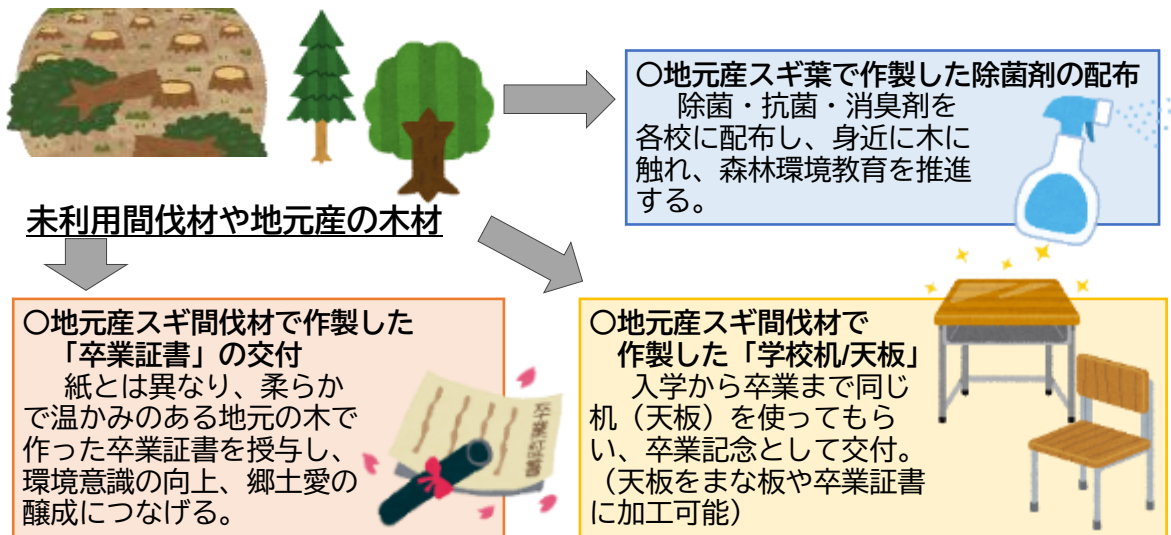 未利用間伐材や地元産の木材
〇地元産スギ葉で作製した除菌剤の配布
除菌・抗菌・消臭剤を
各校に配布し、身近に木に
触れ、森林環境教育を推進
する。
〇地元産スギ間伐材で作製した
「卒業証書」の交付
紙とは異なり、柔らか
で温かみのある地元の木で
作った卒業証書を授与し、
環境意識の向上、郷土愛の
醸成につなげる。
卒業証書
〇地元産スギ間伐材で
作製した「学校机/天板」
入学から卒業まで同じ
机（天板）を使ってもら
い、卒業記念として交付。
（天板をまな板や卒業証書
に加工可能）